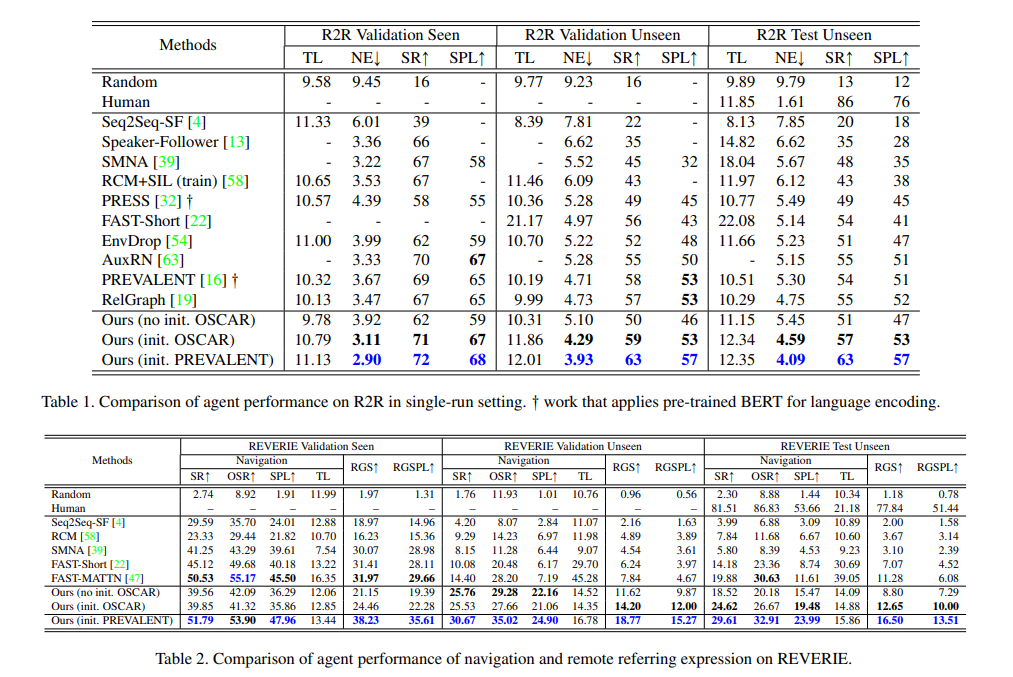 Methods R2R Validation Seen R2R Validation Unseen R2R Test Unseen
TL NE↓ SR↑ SPL↑ TL NE↓ SR↑ SPL↑ TL NE↓ SR↑ SPL↑
Random 9.58 9.45 16 - 9.77 9.23 16 - 9.89 9.79 13 12
Human - - - - - - - - 11.85 1.61 86 76
Seq2Seq-SF [4] 11.33 6.01 39 - 8.39 7.81 22 - 8.13 7.85 20 18
Speaker-Follower [13] - 3.36 66 - - 6.62 35 - 14.82 6.62 35 28
SMNA [39] - 3.22 67 58 - 5.52 45 32 18.04 5.67 48 35
RCM+SIL (train) [58] 10.65 3.53 67 - 11.46 6.09 43 - 11.97 6.12 43 38
PRESS [32] † 10.57 4.39 58 55 10.36 5.28 49 45 10.77 5.49 49 45
FAST-Short [22] - - - - 21.17 4.97 56 43 22.08 5.14 54 41
EnvDrop [54] 11.00 3.99 62 59 10.70 5.22 52 48 11.66 5.23 51 47
AuxRN [63] - 3.33 70 67 - 5.28 55 50 - 5.15 55 51
PREVALENT [16] † 10.32 3.67 69 65 10.19 4.71 58 53 10.51 5.30 54 51
RelGraph [19] 10.13 3.47 67 65 9.99 4.73 57 53 10.29 4.75 55 52
Ours (no init. OSCAR) 9.78 3.92 62 59 10.31 5.10 50 46 11.15 5.45 51 47
Ours (init. OSCAR) 10.79 3.11 71 67 11.86 4.29 59 53 12.34 4.59 57 53
Ours (init. PREVALENT) 11.13 2.90 72 68 12.01 3.93 63 57 12.35 4.09 63 57
Table 1. Comparison of agent performance on R2R in single-run setting. † work that applies pre-trained BERT for language encoding.
Methods REVERIE Validation Seen REVERIE Validation Unseen REVERIE Test Unseen
Navigation RGS↑ RGSPL↑ Navigation RGS↑ RGSPL↑ Navigation RGS↑ RGSPL↑
SR↑ OSR↑ SPL↑ TL SR↑ OSR↑ SPL↑ TL SR↑ OSR↑ SPL↑ TL
Random 2.74 8.92 1.91 11.99 1.97 1.31 1.76 11.93 1.01 10.76 0.96 0.56 2.30 8.88 1.44 10.34 1.18 0.78
Human – – – – – – – – – – – – 81.51 86.83 53.66 21.18 77.84 51.44
Seq2Seq-SF [4] 29.59 35.70 24.01 12.88 18.97 14.96 4.20 8.07 2.84 11.07 2.16 1.63 3.99 6.88 3.09 10.89 2.00 1.58
RCM [58] 23.33 29.44 21.82 10.70 16.23 15.36 9.29 14.23 6.97 11.98 4.89 3.89 7.84 11.68 6.67 10.60 3.67 3.14
SMNA [39] 41.25 43.29 39.61 7.54 30.07 28.98 8.15 11.28 6.44 9.07 4.54 3.61 5.80 8.39 4.53 9.23 3.10 2.39
FAST-Short [22] 45.12 49.68 40.18 13.22 31.41 28.11 10.08 20.48 6.17 29.70 6.24 3.97 14.18 23.36 8.74 30.69 7.07 4.52
FAST-MATTN [47] 50.53 55.17 45.50 16.35 31.97 29.66 14.40 28.20 7.19 45.28 7.84 4.67 19.88 30.63 11.61 39.05 11.28 6.08
Ours (no init. OSCAR) 39.56 42.09 36.29 12.06 21.15 19.39 25.76 29.28 22.16 14.52 11.62 9.87 18.52 20.18 15.47 14.09 8.80 7.29
Ours (init. OSCAR) 39.85 41.32 35.86 12.85 24.46 22.28 25.53 27.66 21.06 14.35 14.20 12.00 24.62 26.67 19.48 14.88 12.65 10.00
Ours (init. PREVALENT) 51.79 53.90 47.96 13.44 38.23 35.61 30.67 35.02 24.90 16.78 18.77 15.27 29.61 32.91 23.99 15.86 16.50 13.51
Table 2. Comparison of agent performance of navigation and remote referring expression on REVERIE.